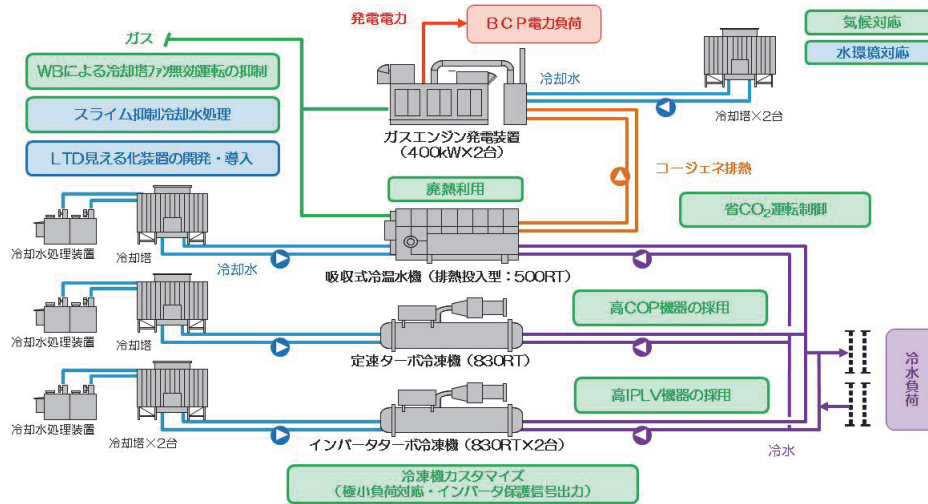 発電電力
BCP電力負荷
気候対応
水環境対応
ガス
WBによる冷却塔ファン無効運転の抑制
スライム抑制冷却水処理
LTD見える化装置の開発・導入
冷却水
冷却塔×2台
ガスエンジン発電装置
(400kW×2台)
コージェネ排熱
廃熱利用
省CO₂運転制御
冷却水処理装置
冷却塔
冷却水
吸収式冷温水機（排熱投入型：500RT）
高COP機器の採用
冷却水処理装置
冷却塔
定速ターボ冷凍機（830RT）
冷水負荷
高IPLV機器の採用
冷却水処理装置
冷却塔×2台
インバータターボ冷凍機（830RT×2台）
冷水
冷凍機カスタマイズ
（極小負荷対応・インバータ保護信号出力）